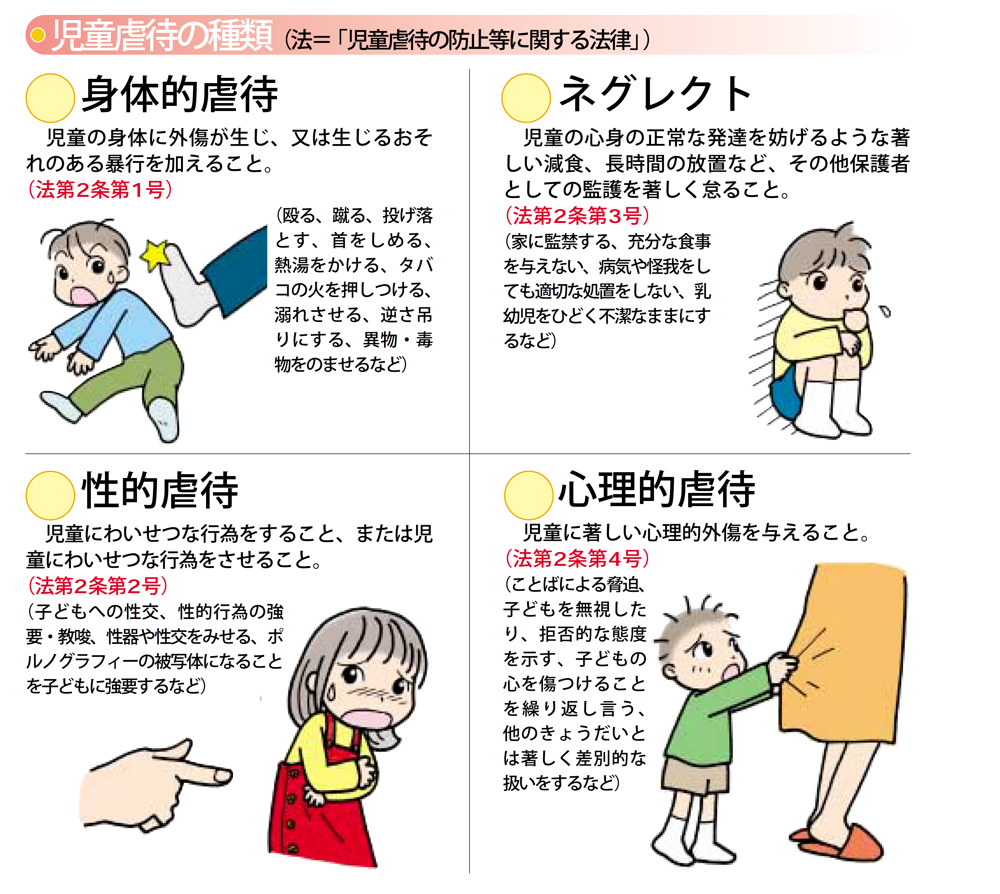 児童虐待の種類（法＝「児童虐待の防止等に関する法律」）
身体的虐待
児童の身体に外傷が生じ、又は生じるおそ
れのある暴行を加えること。
（法第2条第1号）
（殴る、蹴る、投げ落
とす、首をしめる、
熱湯をかける、タバ
コの火を押しつける、
溺れさせる、逆さ吊
りにする、異物・毒
物をのませるなど）
ネグレクト
児童の心身の正常な発達を妨げるような著
しい減食、長時間の放置など、その他保護者
としての監護を著しく怠ること。
（法第2条第3号）
（家に監禁する、充分な食事
を与えない、病気や怪我をし
ても適切な処置をしない、乳
幼児をひどく不潔なままにす
るなど）
性的虐待
児童にわいせつな行為をすること、または児
童にわいせつな行為をさせること。
（法第2条第2号）
（子どもへの性交、性的行為の強
要・教唆、性器や性交をみせる、ポ
ルノグラフィーの被写体になること
を子どもに強要するなど）
心理的虐待
児童に著しい心理的外傷を与えること。
（法第2条第4号）
（ことばによる脅迫、
子どもを無視した
り、拒否的な態度
を示す、子どもの
心を傷つけること
を繰り返し言う、
他のきょうだいと
は著しく差別的な
扱いをするなど）